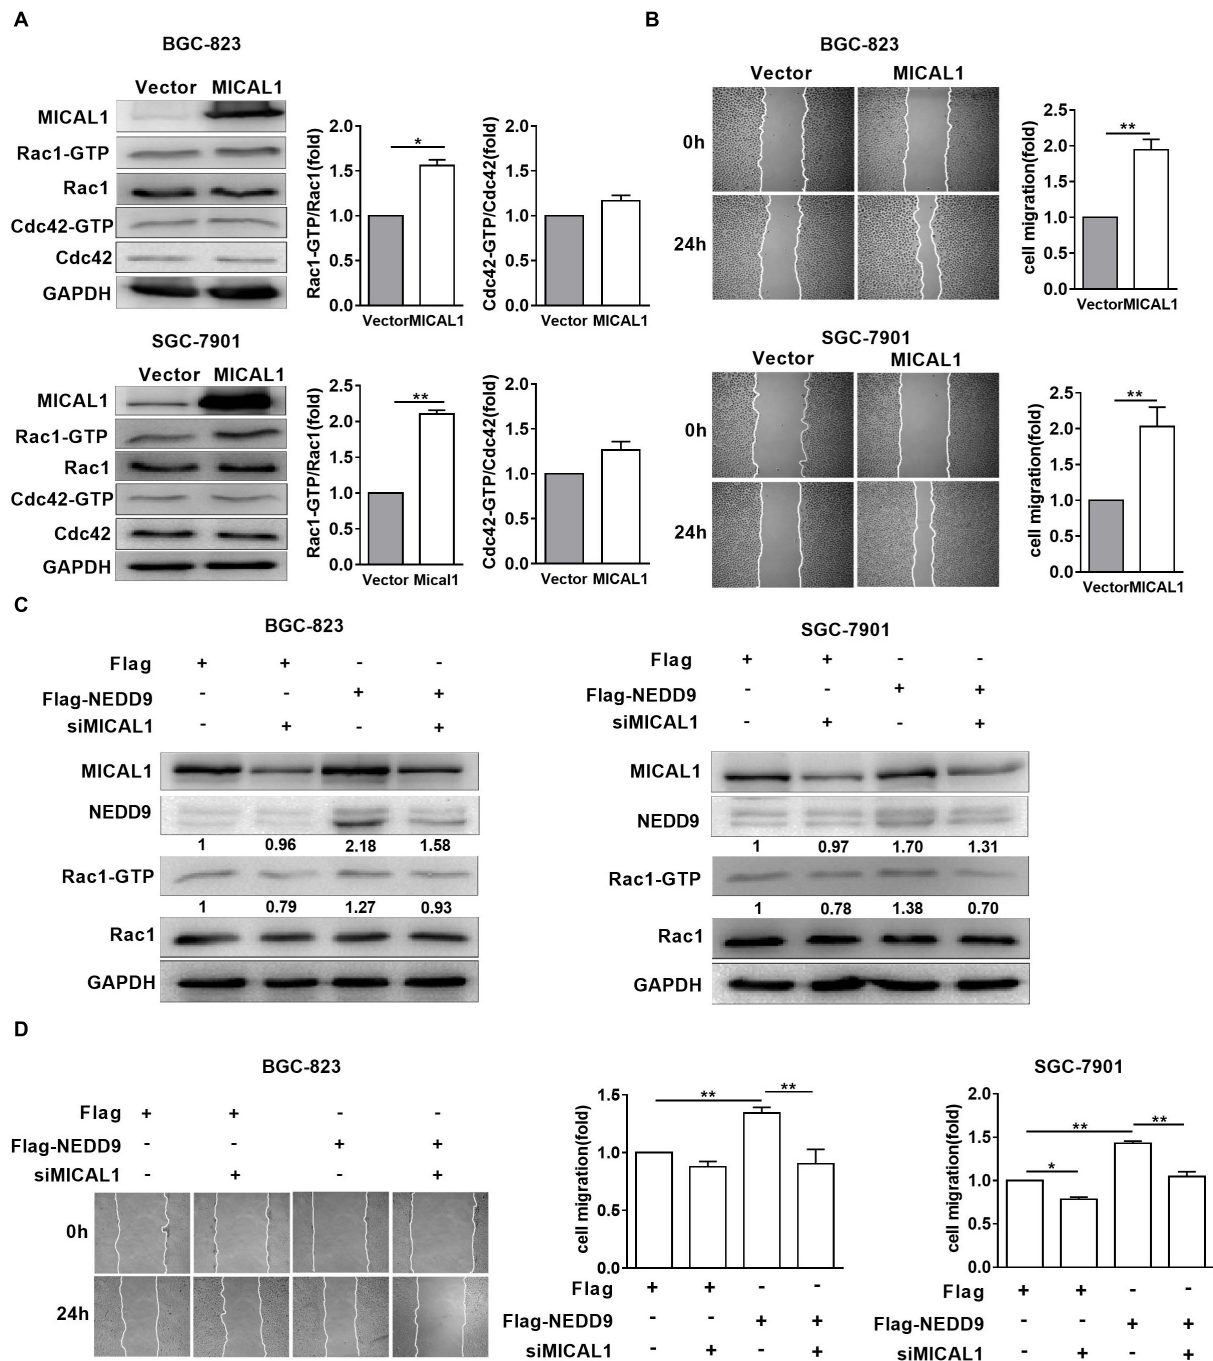 A
BGC-823
Vector MICAL1
MICAL1
Rac1-GTP
Rac1
Cdc42-GTP
Cdc42
GAPDH
Rac1-GTP/Rac1(fold)
2.0
1.5
1.0
0.5
0.0
*
Vector MICAL1
Cdc42-GTP/Cdc42(fold)
2.0
1.5
1.0
0.5
0.0
Vector MICAL1
SGC-7901
Vector MICAL1
MICAL1
Rac1-GTP
Rac1
Cdc42-GTP
Cdc42
GAPDH
Rac1-GTP/Rac1(fold)
2.5
2.0
1.5
1.0
0.5
0.0
**
Vector Mical1
Cdc42-GTP/Cdc42(fold)
2.0
1.5
1.0
0.5
0.0
Vector MICAL1
B
BGC-823
Vector MICAL1
0h
24h
cell migration(fold)
2.5
2.0
1.5
1.0
0.5
0.0
**
VectorMICAL1
SGC-7901
Vector MICAL1
0h
24h
cell migration(fold)
2.5
2.0
1.5
1.0
0.5
0.0
**
VectorMICAL1
C
BGC-823
Flag + + - -
Flag-NEDD9 - - + +
siMICAL1 - + - +
MICAL1
NEDD9
1 0.96 2.18 1.58
Rac1-GTP
1 0.79 1.27 0.93
Rac1
GAPDH
SGC-7901
Flag + + - -
Flag-NEDD9 - - + +
siMICAL1 - + - +
MICAL1
NEDD9
1 0.97 1.70 1.31
Rac1-GTP
1 0.78 1.38 0.70
Rac1
GAPDH
D
BGC-823
Flag + + - -
Flag-NEDD9 - - + +
siMICAL1 - + - +
0h
24h
cell migration(fold)
1.5
1.0
0.5
0.0
** **
Flag + + - -
Flag-NEDD9 - - + +
siMICAL1 - + - +
SGC-7901
cell migration(fold)
2.0
1.5
1.0
0.5
0.0
* ** **
Flag + + - -
Flag-NEDD9 - - + +
siMICAL1 - + - +